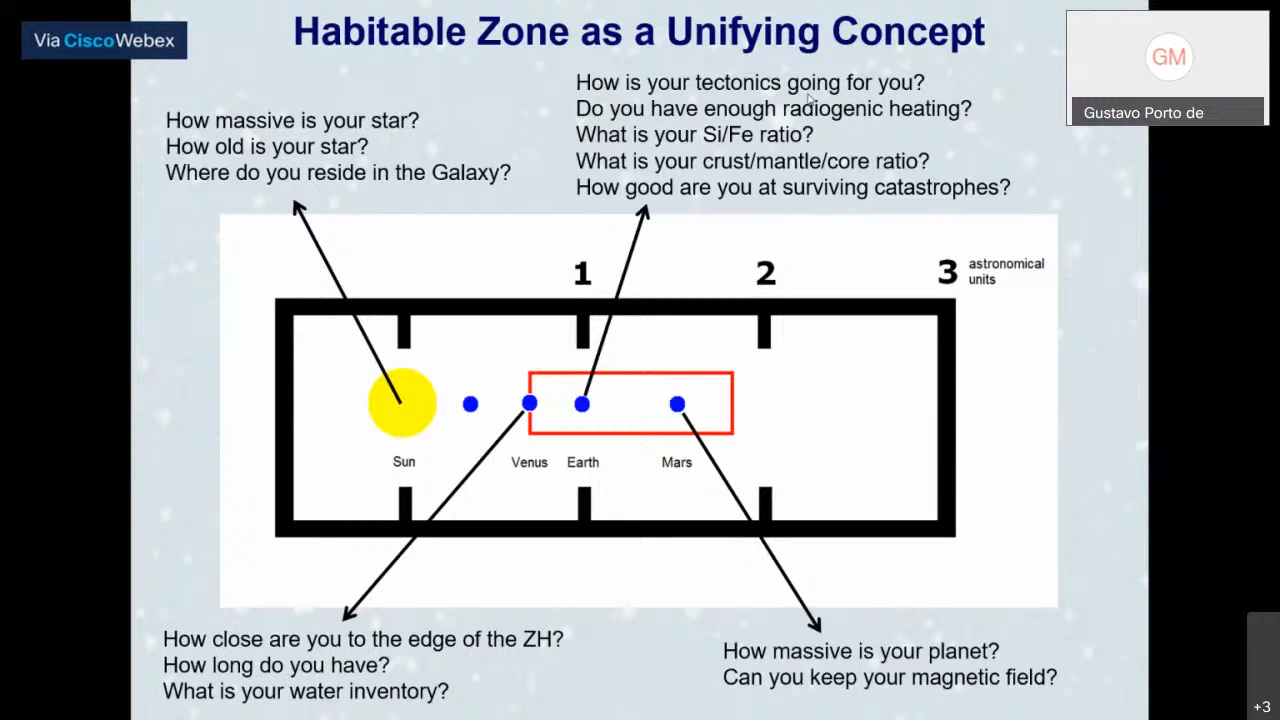 Via CiscoWebex
Habitable Zone as a Unifying Concept
GM
Gustavo Porto de
How massive is your star?
How old is your star?
Where do you reside in the Galaxy?
How is your tectonics going for you?
Do you have enough radiogenic heating?
What is your Si/Fe ratio?
What is your crust/mantle/core ratio?
How good are you at surviving catastrophes?
1
2
3
astronomical
units
Sun
Venus
Earth
Mars
How close are you to the edge of the ZH?
How long do you have?
What is your water inventory?
How massive is your planet?
Can you keep your magnetic field?
+3